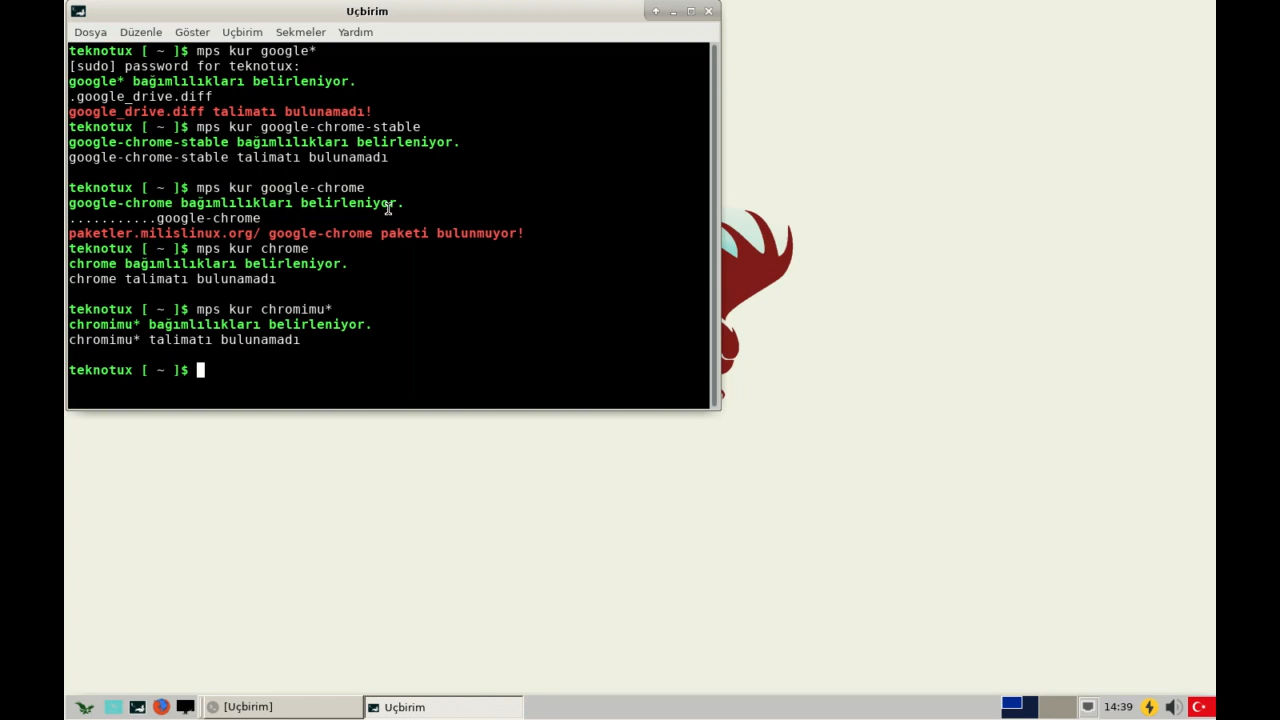 Uçbirim
Dosya Düzenle Göster Uçbirim Sekmeler Yardım
teknotux [ ~ ]$ mps kur google*
[sudo] password for teknotux:
google* bağımlılıkları belirleniyor.
.google_drive.diff
google_drive.diff talimatı bulunamadı!
teknotux [ ~ ]$ mps kur google-chrome-stable
google-chrome-stable bağımlılıkları belirleniyor.
google-chrome-stable talimatı bulunamadı
teknotux [ ~ ]$ mps kur google-chrome
google-chrome bağımlılıkları belirleniyor.
...........google-chrome
paketler.milislinux.org/ google-chrome paketi bulunmuyor!
teknotux [ ~ ]$ mps kur chrome
chrome bağımlılıkları belirleniyor.
chrome talimatı bulunamadı
teknotux [ ~ ]$ mps kur chromimu*
chromimu* bağımlılıkları belirleniyor.
chromimu* talimatı bulunamadı
teknotux [ ~ ]$
[Uçbirim] Uçbirim 14:39